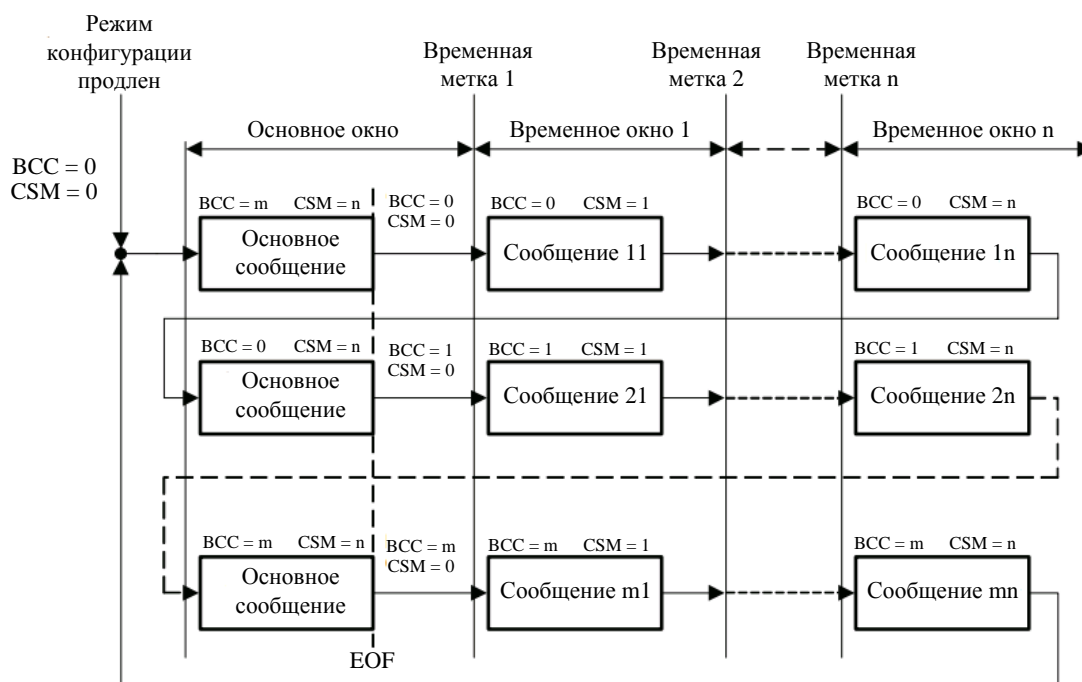 Режим
конфигурации
продлен
Временная
метка 1
Временная
метка 2
Временная
метка n
Основное окно
Временное окно 1
Временное окно n
BCC = 0
CSM = 0
BCC = m CSM = n
BCC = 0
CSM = 0
BCC = 0 CSM = 1
BCC = 0 CSM = n
Основное
сообщение
Сообщение 11
Сообщение 1n
BCC = 0 CSM = n
BCC = 1
CSM = 0
BCC = 1 CSM = 1
BCC = 1 CSM = n
Основное
сообщение
Сообщение 21
Сообщение 2n
BCC = m CSM = n
BCC = m
CSM = 0
BCC = m CSM = 1
BCC = m CSM = n
Основное
сообщение
Сообщение m1
Сообщение mn
EOF